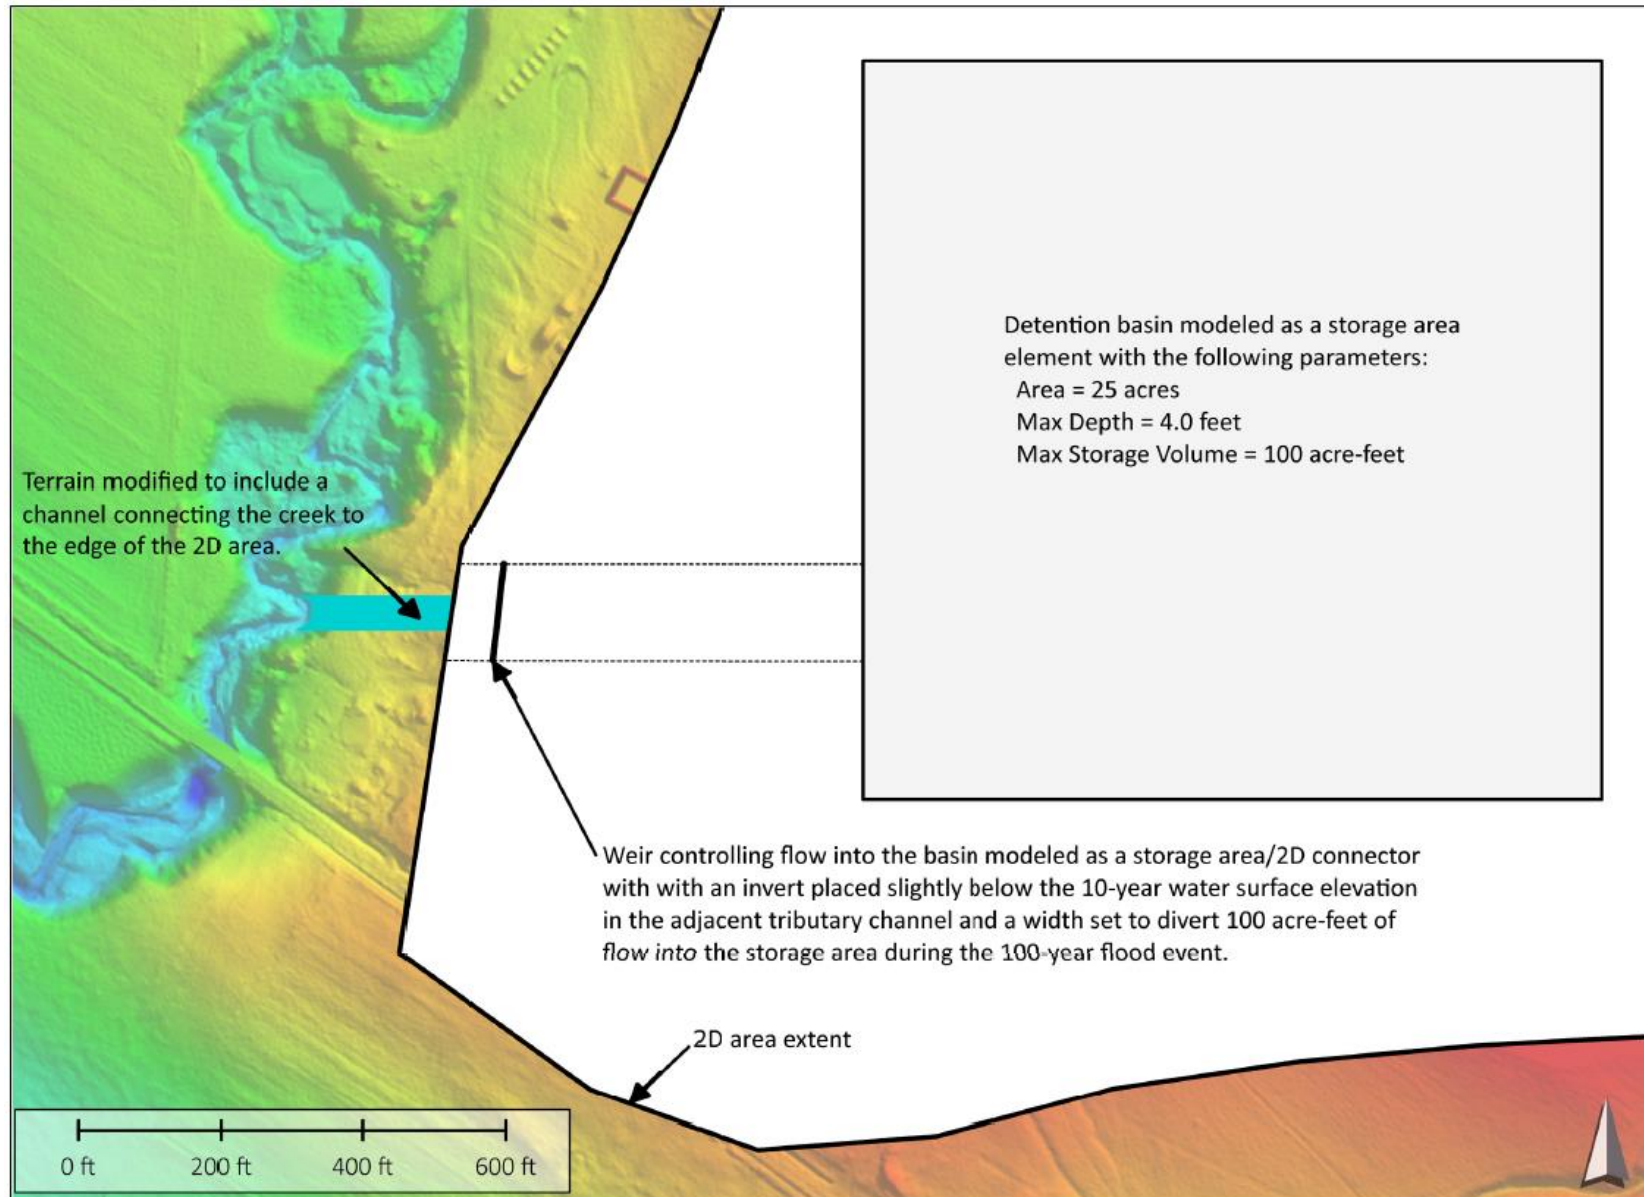 Detention basin modeled as a storage area
element with the following parameters:
Area = 25 acres
Max Depth = 4.0 feet
Max Storage Volume = 100 acre-feet
Terrain modified to include a
channel connecting the creek to
the edge of the 2D area.
Weir controlling flow into the basin modeled as a storage area/2D connector
with with an invert placed slightly below the 10-year water surface elevation
in the adjacent tributary channel and a width set to divert 100 acre-feet of
flow into the storage area during the 100-year flood event.
2D area extent
0 ft 200 ft 400 ft 600 ft